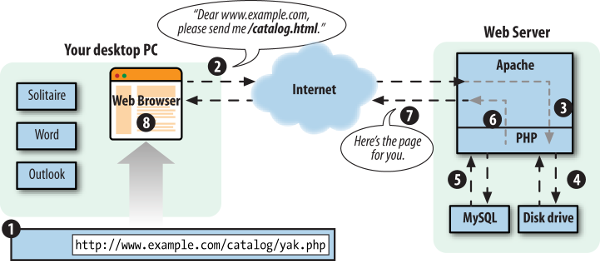 “Dear www.example.com,
please send me /catalog.html.”
Your desktop PC
Web Server
2
Apache
Solitaire
Web Browser
Internet
8
3
Word
7
6
PHP
Here's the page
for you.
Outlook
5
4
MySQL
Disk drive
1
http://www.example.com/catalog/yak.php